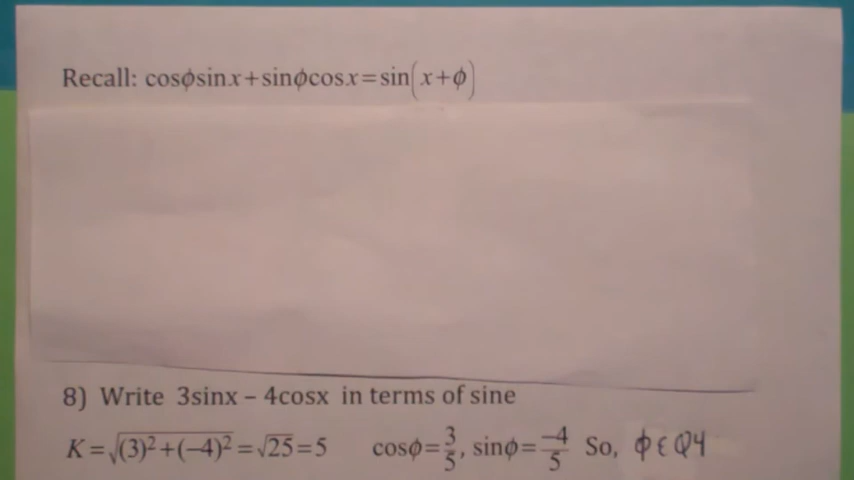 Recall: cosϕsinx+sinϕcosx=sin(x+ϕ)
8) Write 3sinx – 4cosx in terms of sine
K=√(3)²+(–4)²=√25=5 cosϕ=3/5, sinϕ=–4/5 So, ϕ ε Q4